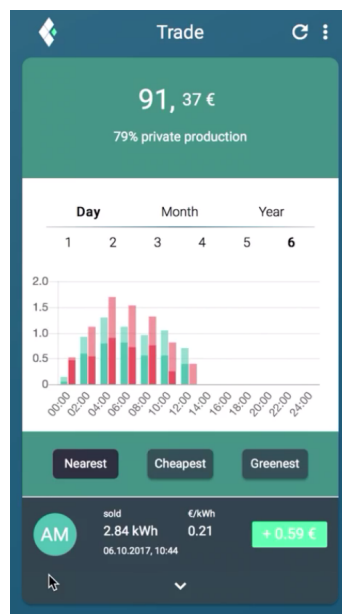 Trade
91, 37 €
79% private production
Day Month Year
1 2 3 4 5 6
2.0
1.5
1.0
0.5
0
00:00 02:00 04:00 06:00 08:00 10:00 12:00 14:00 16:00 18:00 20:00 22:00 24:00
Nearest Cheapest Greenest
sold €/kWh
AM 2.84 kWh 0.21 + 0.59 €
06.10.2017, 10:44